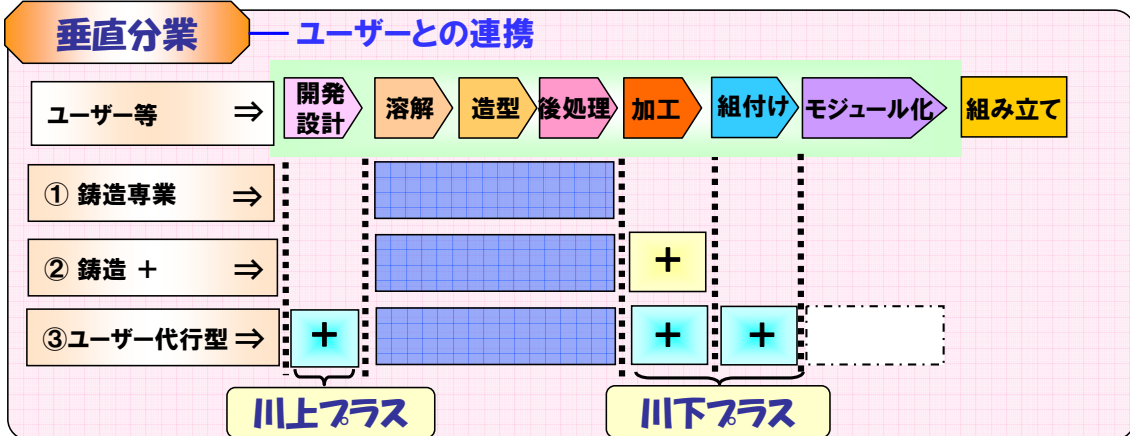 垂直分業
ユーザーとの連携
ユーザー等 ⇒
開発
設計
溶解
造型
後処理
加工
組付け
モジュール化
組み立て
① 鋳造専業 ⇒
② 鋳造 + ⇒
+
③ユーザー代行型 ⇒
+
+
+
川上プラス
川下プラス